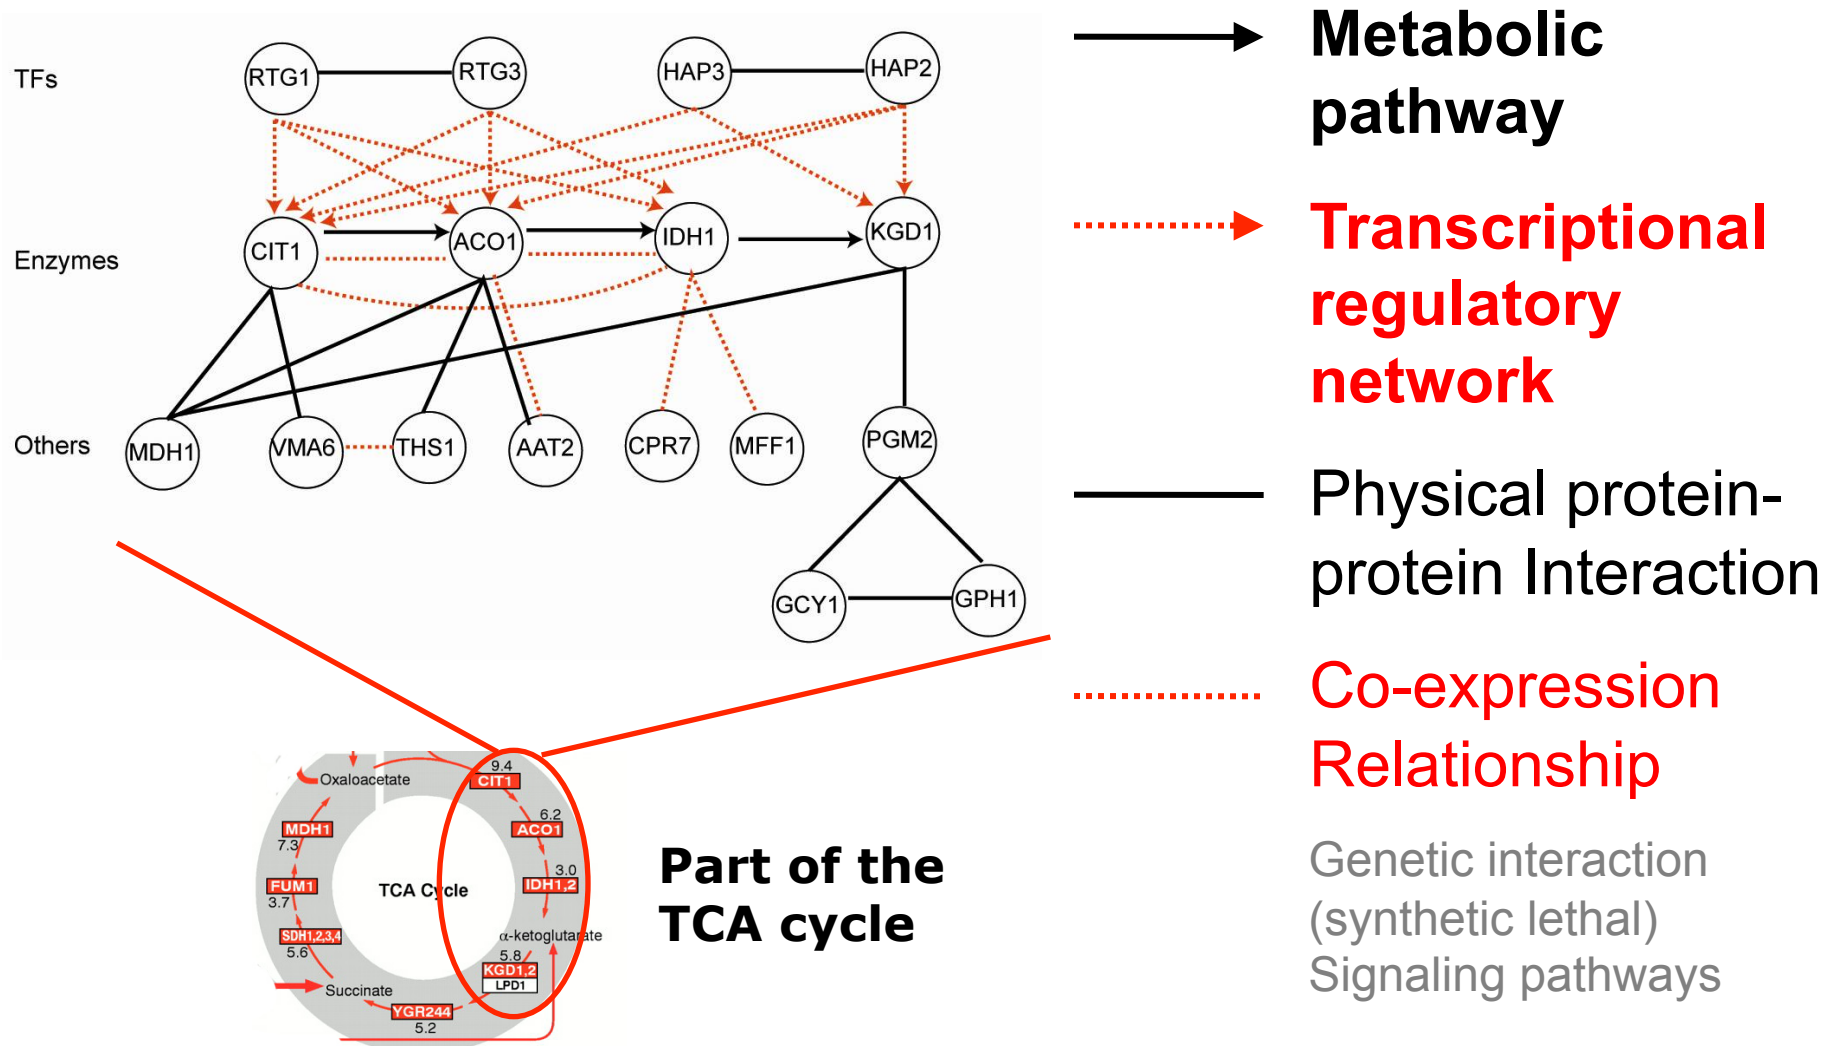 TFs
RTG1
RTG3
HAP3
HAP2
Enzymes
CIT1
ACO1
IDH1
KGD1
Others
MDH1
VMA6
THS1
AAT2
CPR7
MFF1
PGM2
GCY1
GPH1
Metabolic
pathway
Transcriptional
regulatory
network
Physical protein-
protein Interaction
Co-expression
Relationship
Genetic interaction
(synthetic lethal)
Signaling pathways
Oxaloacetate
9.4
CIT1
6.2
ACO1
3.0
IDH1,2
α-ketoglutarate
5.8
KGD1,2
LPD1
YGR244
5.2
Succinate
SDH1,2,3,4
5.6
FUM1
3.7
MDH1
7.3
TCA Cycle
Part of the
TCA cycle